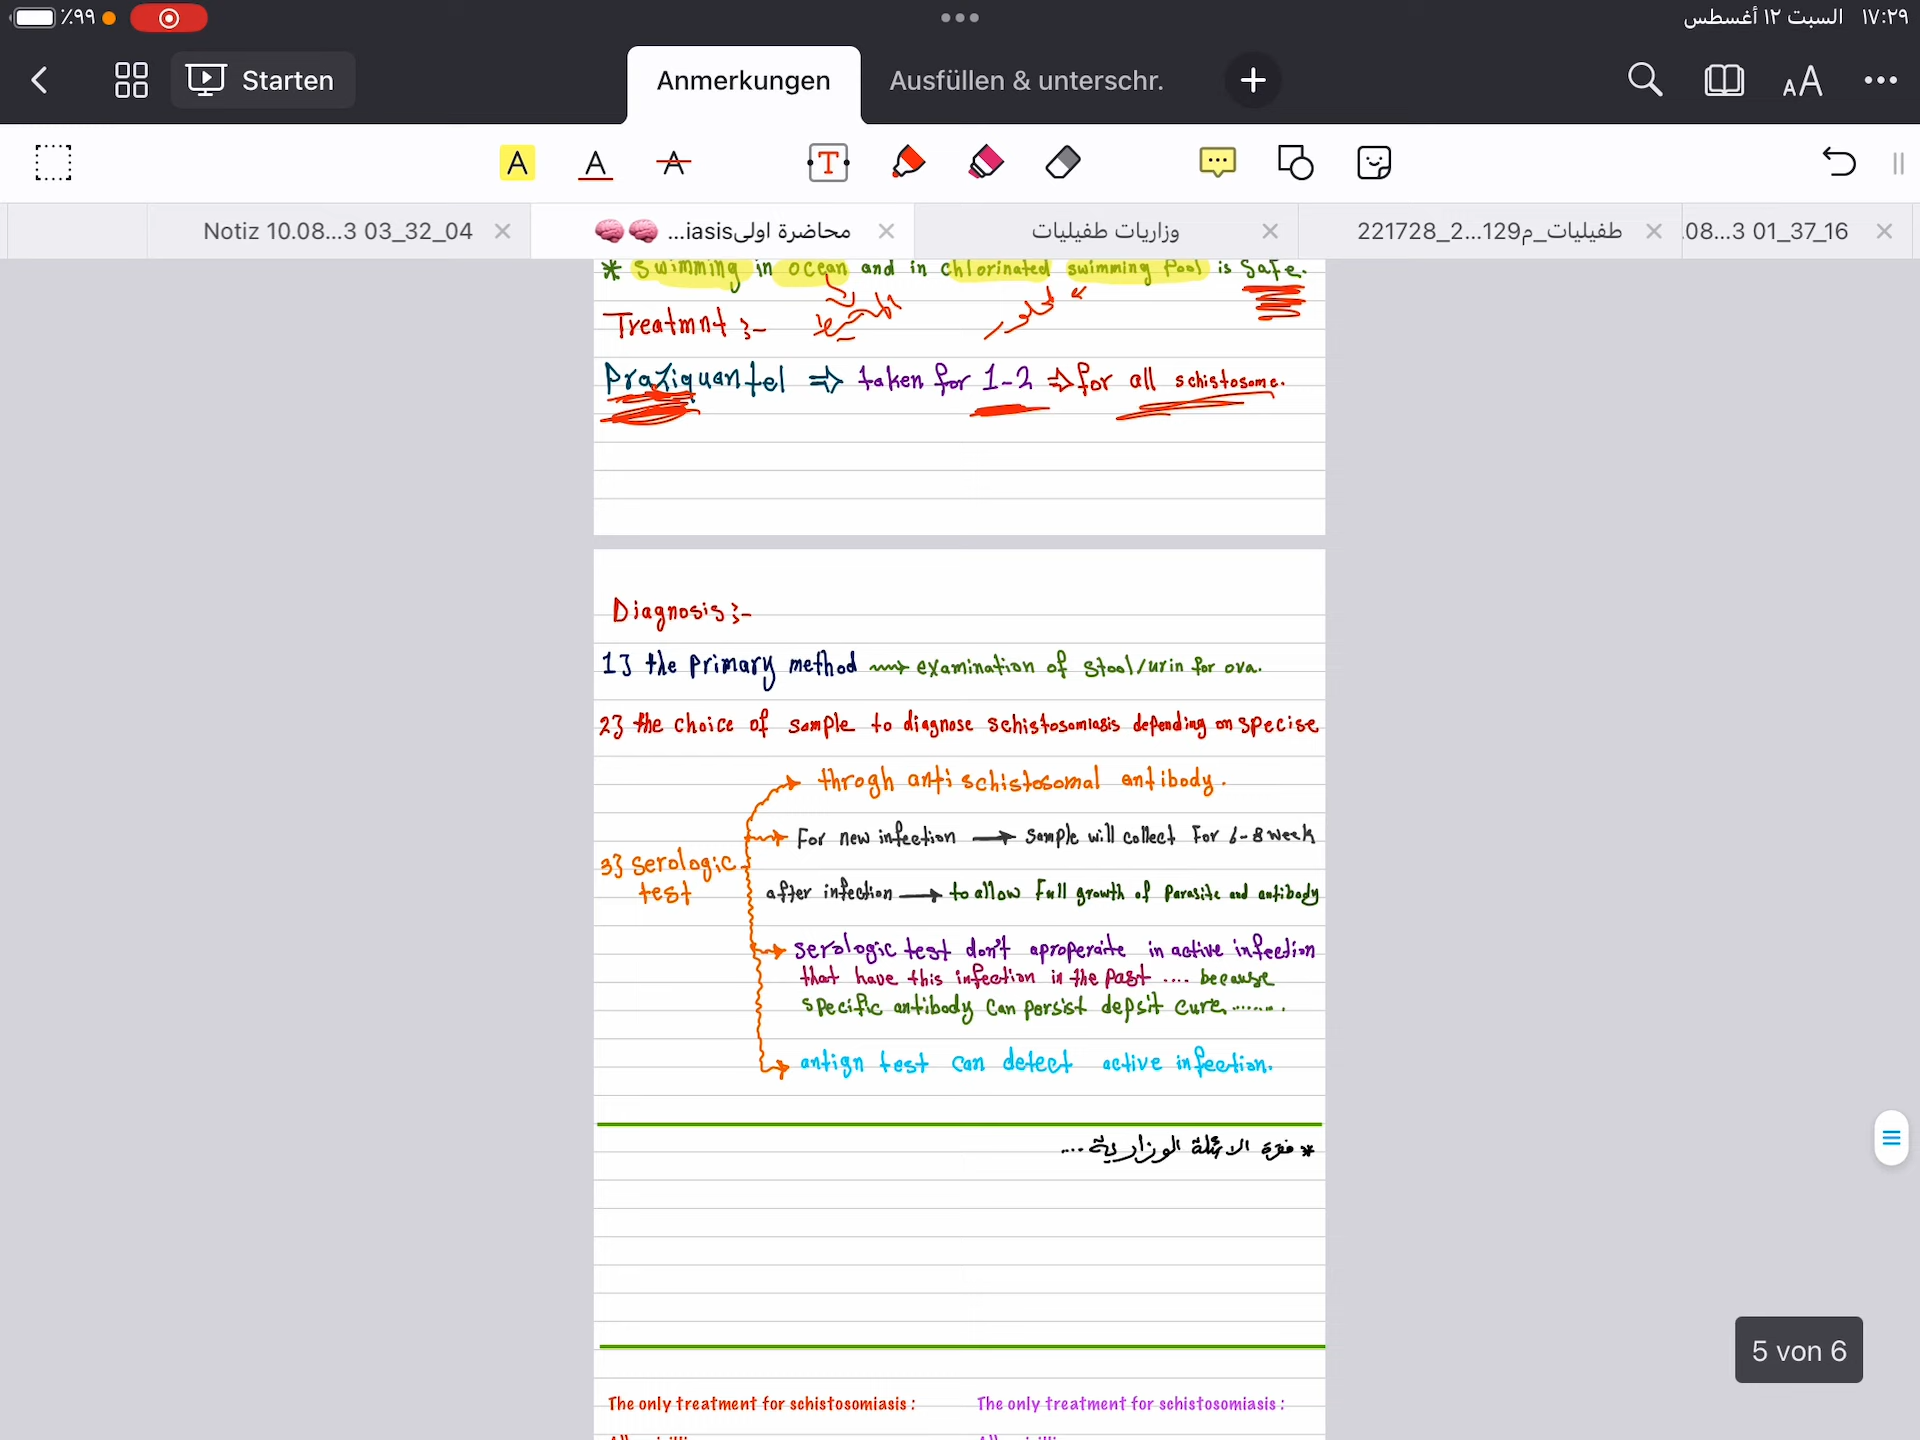 ٪٩٩
السبت ١٢ أغسطس ١٧:٢٩
Starten
Anmerkungen
Ausfüllen & unterschr.
AA
A A A T
Notiz 10.08...3 03_32_04
محاضرة اولىiasis...
وزاريات طفيليات
طفيليات_م129...2_221728
.08...3 01_37_16
* Swimming in ocean and in chlorinated swimming Pool is Safe.
Treatmnt :-
Praziquantel ⇒ taken for 1-2 ⇒ for all schistosome.
Diagnosis :-
1} the primary method → examination of stool/urin for ova.
2} the choice of sample to diagnose schistosomiasis depending on specise
throgh anti schistosomal antibody.
For new infection → sample will collect For 6-8 week
3} serologic test
after infection → to allow Full growth of Parasite and antibody
serologic test don't aproperaite in active infection
that have this infection in the past .... because
specific antibody can persist depsit cure ........
antign test can detect active infection.
* فقرة الاسئلة الوزارية ....
5 von 6
The only treatment for schistosomiasis :
The only treatment for schistosomiasis :